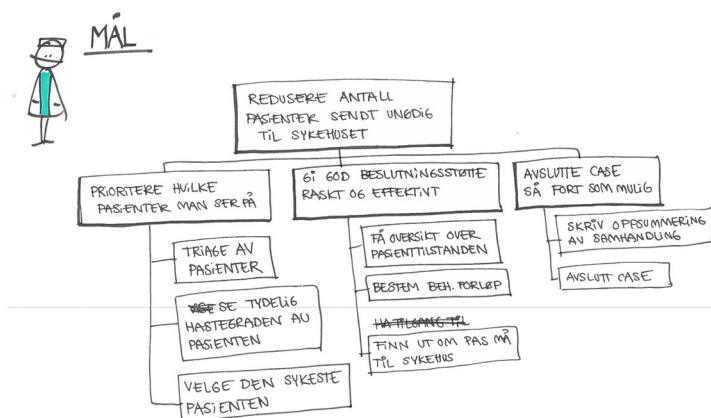 MÅL
REDUSERE ANTALL
PASIENTER SENDT UNØDIG
TIL SYKEHUSET
PRIORITERE HVILKE
PASIENTER MAN SER PÅ
TRIAGE AV
PASIENTER
SE TYDELIG
HASTEGRADEN AV
PASIENTEN
VELGE DEN SYKESTE
PASIENTEN
GI GOD BESLUTNINGSSTØTTE
RASKT OG EFFEKTIVT
FÅ OVERSIKT OVER
PASIENTTILSTANDEN
BESTEM BEH. FORLØP
HA TILGANG TIL
FINN UT OM PAS MÅ
TIL SYKEHUS
AVSLUTTE CASE
SÅ FORT SOM MULIG
SKRIV OPPSUMMERING
AV SAMHANDLING
AVSLUTT CASE